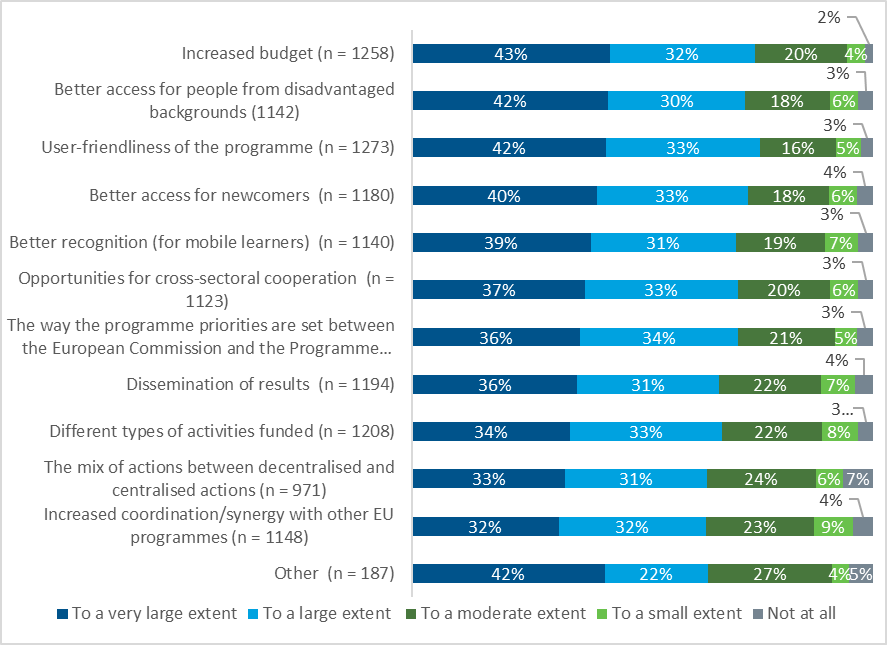 2%
Increased budget (n = 1258) 43% 32% 20% 4%
3%
Better access for people from disadvantaged
backgrounds (1142) 42% 30% 18% 6%
3%
User-friendliness of the programme (n = 1273) 42% 33% 16% 5%
4%
Better access for newcomers (n = 1180) 40% 33% 18% 6%
3%
Better recognition (for mobile learners) (n = 1140) 39% 31% 19% 7%
3%
Opportunities for cross-sectoral cooperation (n =
1123) 37% 33% 20% 6%
3%
The way the programme priorities are set between
the European Commission and the Programme... 36% 34% 21% 5%
4%
Dissemination of results (n = 1194) 36% 31% 22% 7%
3...
Different types of activities funded (n = 1208) 34% 33% 22% 8%
The mix of actions between decentralised and
centralised actions (n = 971) 33% 31% 24% 6% 7%
4%
Increased coordination/synergy with other EU
programmes (n = 1148) 32% 32% 23% 9%
Other (n = 187) 42% 22% 27% 4% 5%
To a very large extent To a large extent To a moderate extent To a small extent Not at all